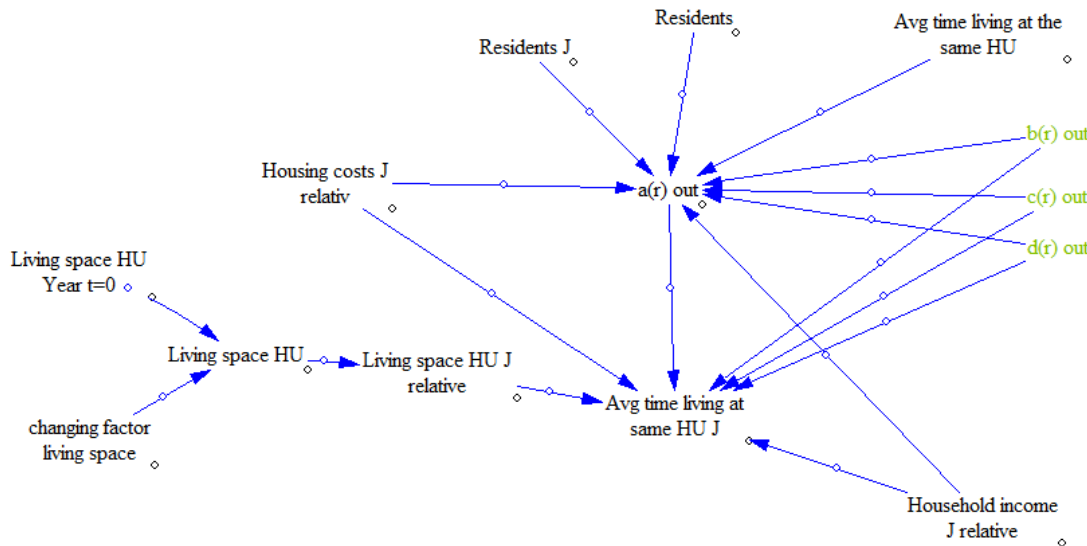 Residents
Residents J
Avg time living at the
same HU
b(r) out
Housing costs J
relativ
a(r) out
c(r) out
d(r) out
Living space HU
Year t=0
Living space HU
Living space HU J
relative
Avg time living at
same HU J
changing factor
living space
Household income
J relative